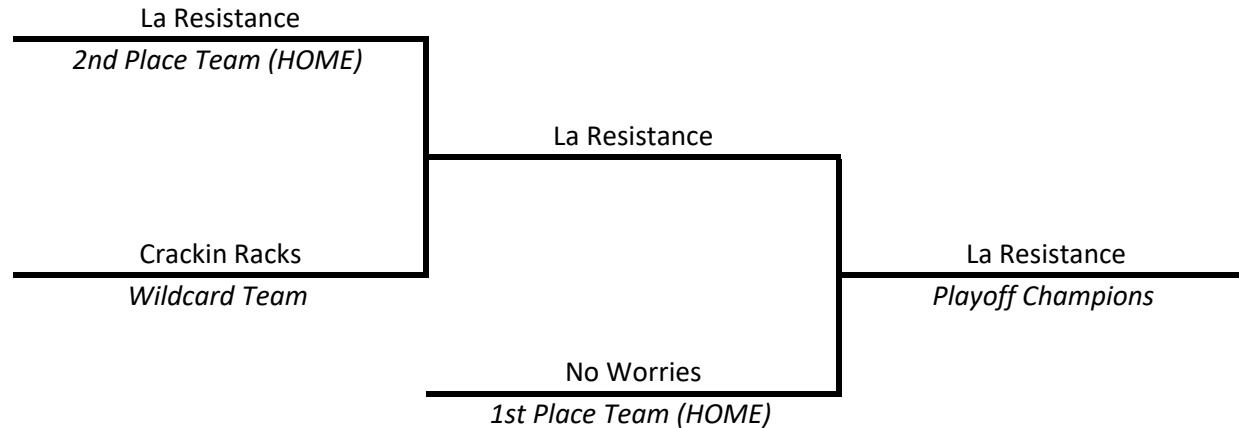 La Resistance
2nd Place Team (HOME)
La Resistance
Crackin Racks
Wildcard Team
La Resistance
Playoff Champions
No Worries
1st Place Team (HOME)